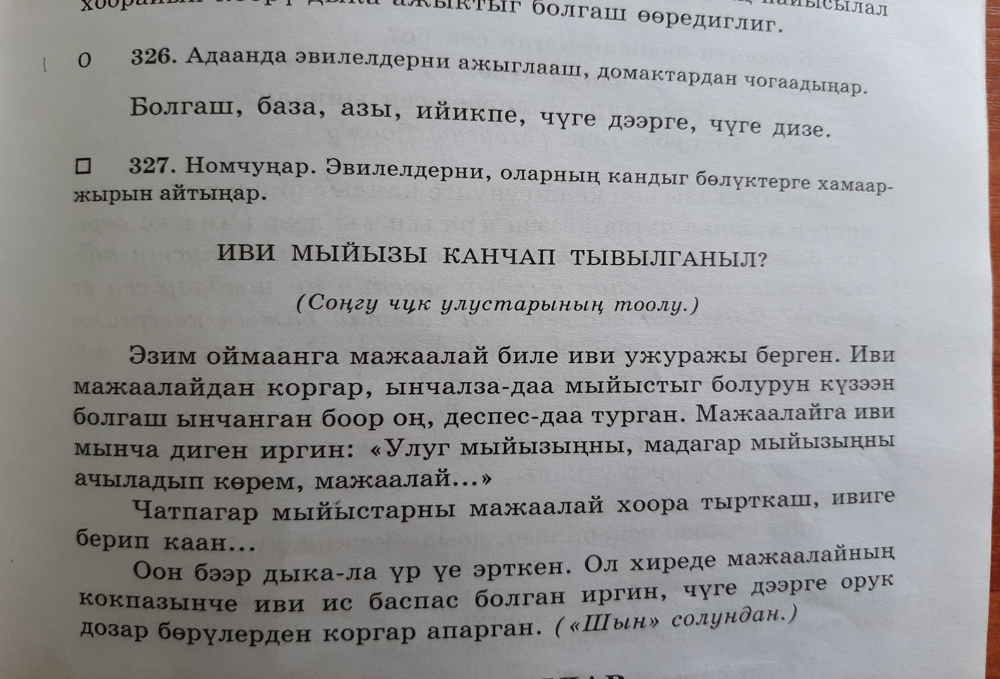 хоорайның көөрү дыка ажыктыг болгаш өөредиглиг.
О 326. Адаанда эвилелдерни ажыглааш, домактардан чогаадыңар.
Болгаш, база, азы, ийикпе, чүге дээрге, чүге дизе.
327. Номчуңар. Эвилелдерни, оларның кандыг бөлүктерге хамаар-
жырын айтыңар.
ИВИ МЫЙЫЗЫ КАНЧАП ТЫВЫЛГАНЫЛ?
(Соңгу чүк улустарының тоолу.)
Эзим оймаанга мажаалай биле иви ужуражы берген. Иви
мажаалайдан коргар, ынчалза-даа мыйыстыг болурун күзээн
болгаш ынчанган боор оң, деспес-даа турган. Мажаалайга иви
мынча диген иргин: «Улуг мыйызыңны, мадагар мыйызыңны
ачыладып көрем, мажаалай...»
Чатпагар мыйыстарны мажаалай хоора тырткаш, ивиге
берип каан...
Оон бээр дыка-ла үр үе эрткен. Ол хиреде мажаалайның
кокпазынче иви ис баспас болган иргин, чүге дээрге орук
дозар бөрүлерден коргар апарган. («Шын» солундан.)